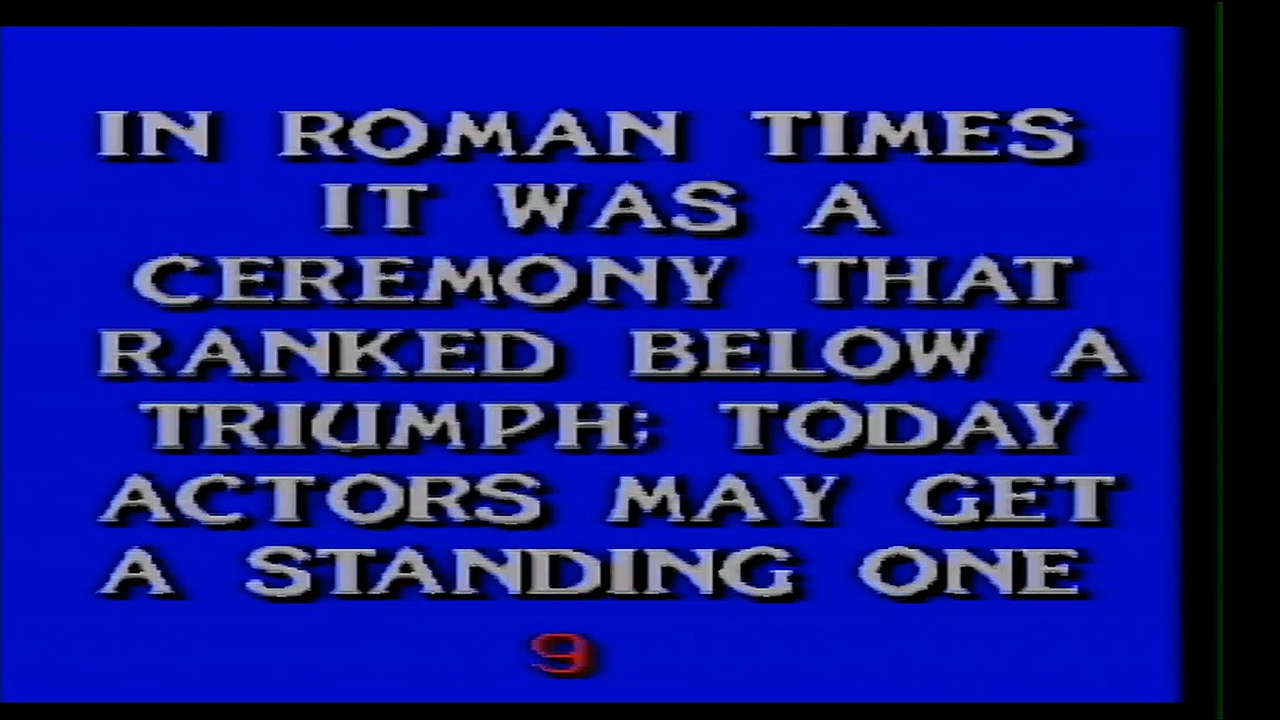 IN ROMAN TIMES
IT WAS A
CEREMONY THAT
RANKED BELOW A
TRIUMPH; TODAY
ACTORS MAY GET
A STANDING ONE
9